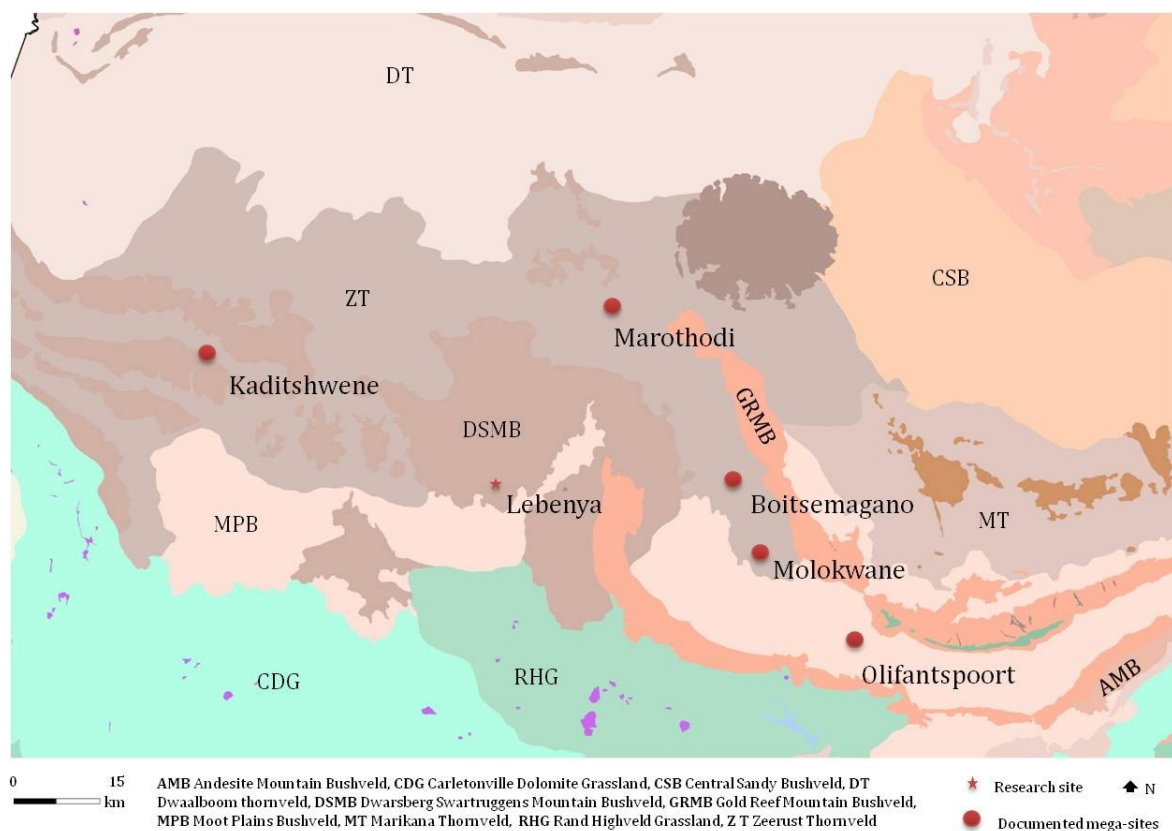 DT
CSB
ZT
Marothodi
Kaditshwene
GRMB
DSMB
Lebenya
Boitsemagano
MPB
MT
Molokwane
Olifantspoort
RHG
CDG
AMB
0 15
km
AMB Andesite Mountain Bushveld, CDG Carletonville Dolomite Grassland, CSB Central Sandy Bushveld, DT
Dwaalboom thornveld, DSMB Dwarsberg Swartruggens Mountain Bushveld, GRMB Gold Reef Mountain Bushveld,
MPB Moot Plains Bushveld, MT Marikana Thornveld, RHG Rand Highveld Grassland, Z T Zeerust Thornveld
Research site
N
Documented mega-sites